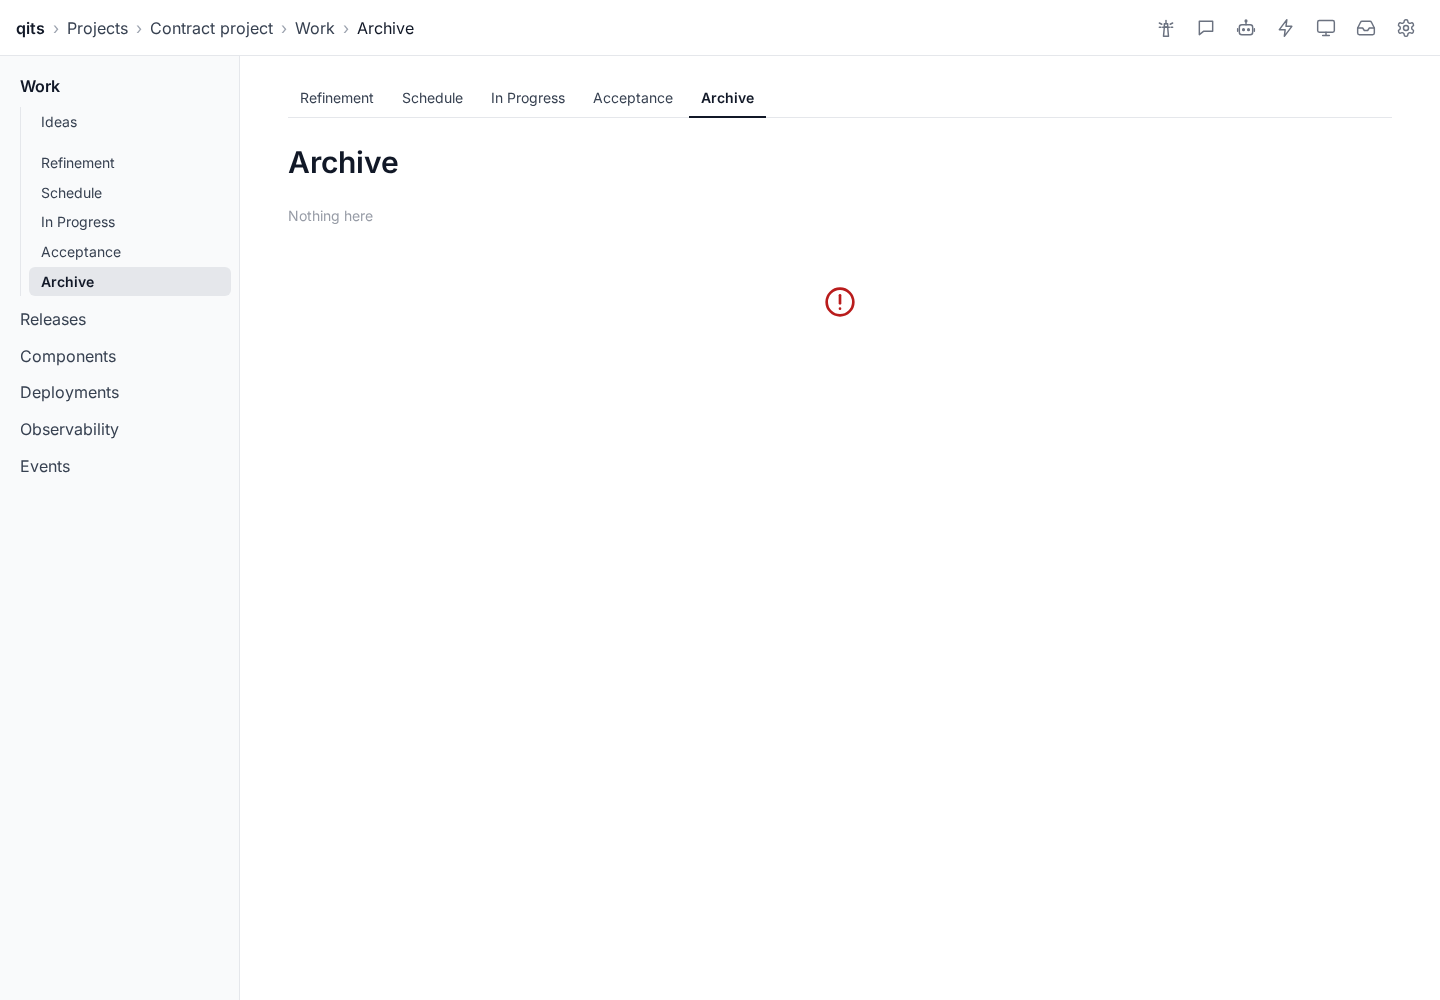 qits › Projects › Contract project › Work › Archive
Work
Ideas
Refinement
Schedule
In Progress
Acceptance
Archive
Releases
Components
Deployments
Observability
Events
Refinement Schedule In Progress Acceptance Archive
Archive
Nothing here